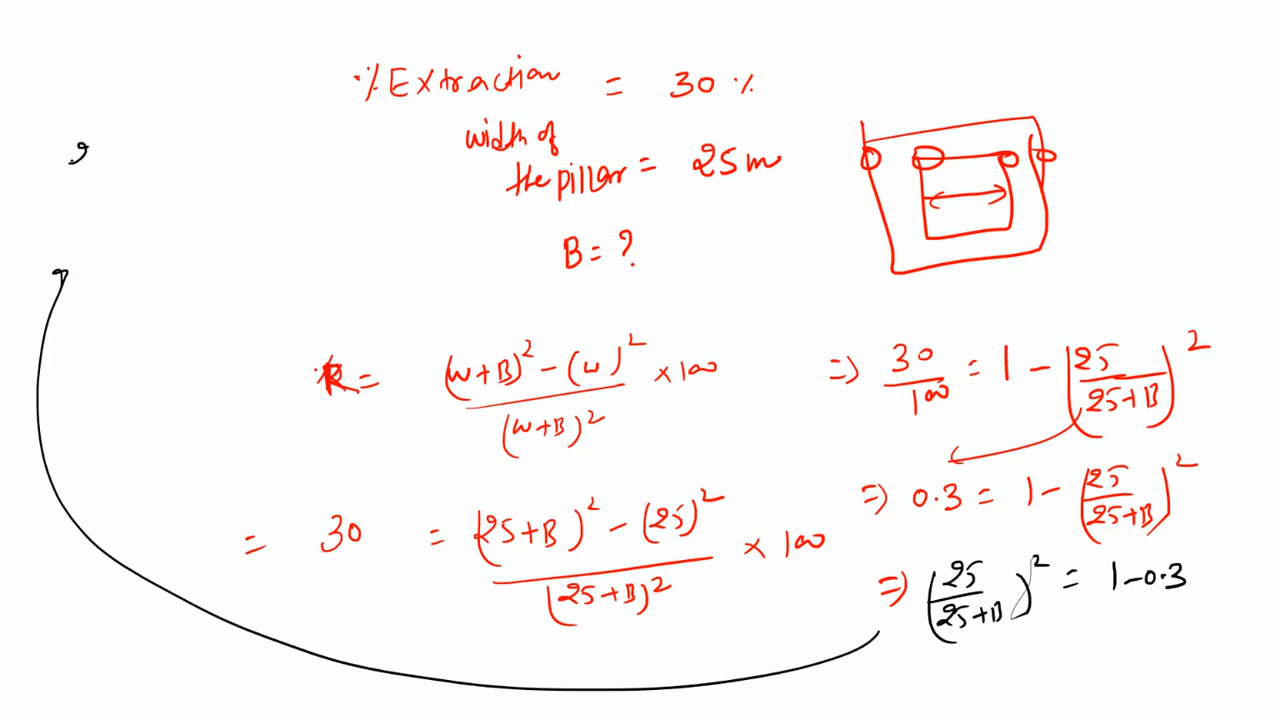 ·/. Extraction = 30 ·/.
width of
the pillar = 25m
B = ?
R = ((w+B)² - (w)²) / (w+B)² × 100
= 30 = ((25+B)² - (25)²) / (25+B)² × 100
=> 30/100 = 1 - (25/(25+B))²
=> 0.3 = 1 - (25/(25+B))²
=> (25/(25+B))² = 1-0.3